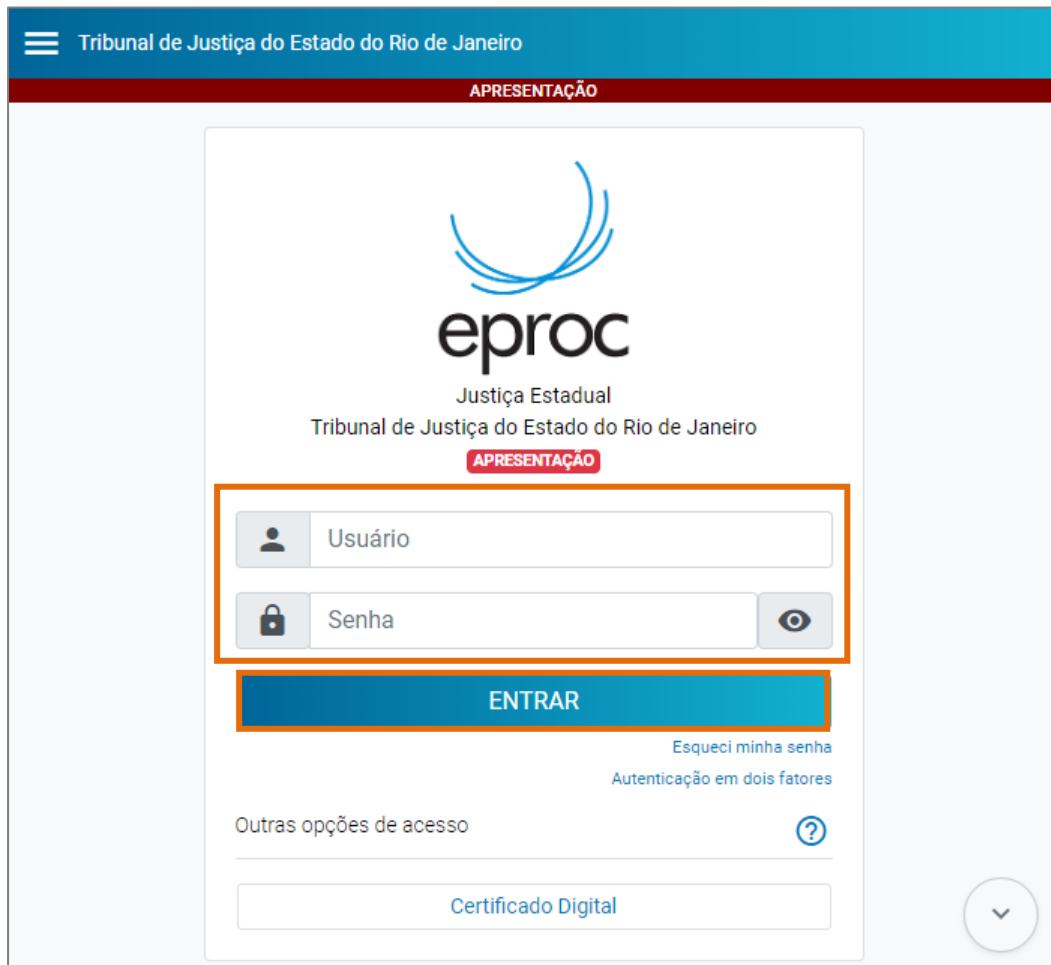 Tribunal de Justiça do Estado do Rio de Janeiro
APRESENTAÇÃO
eproc
Justiça Estadual
Tribunal de Justiça do Estado do Rio de Janeiro
APRESENTAÇÃO
Usuário
Senha
ENTRAR
Esqueci minha senha
Autenticação em dois fatores
Outras opções de acesso
Certificado Digital